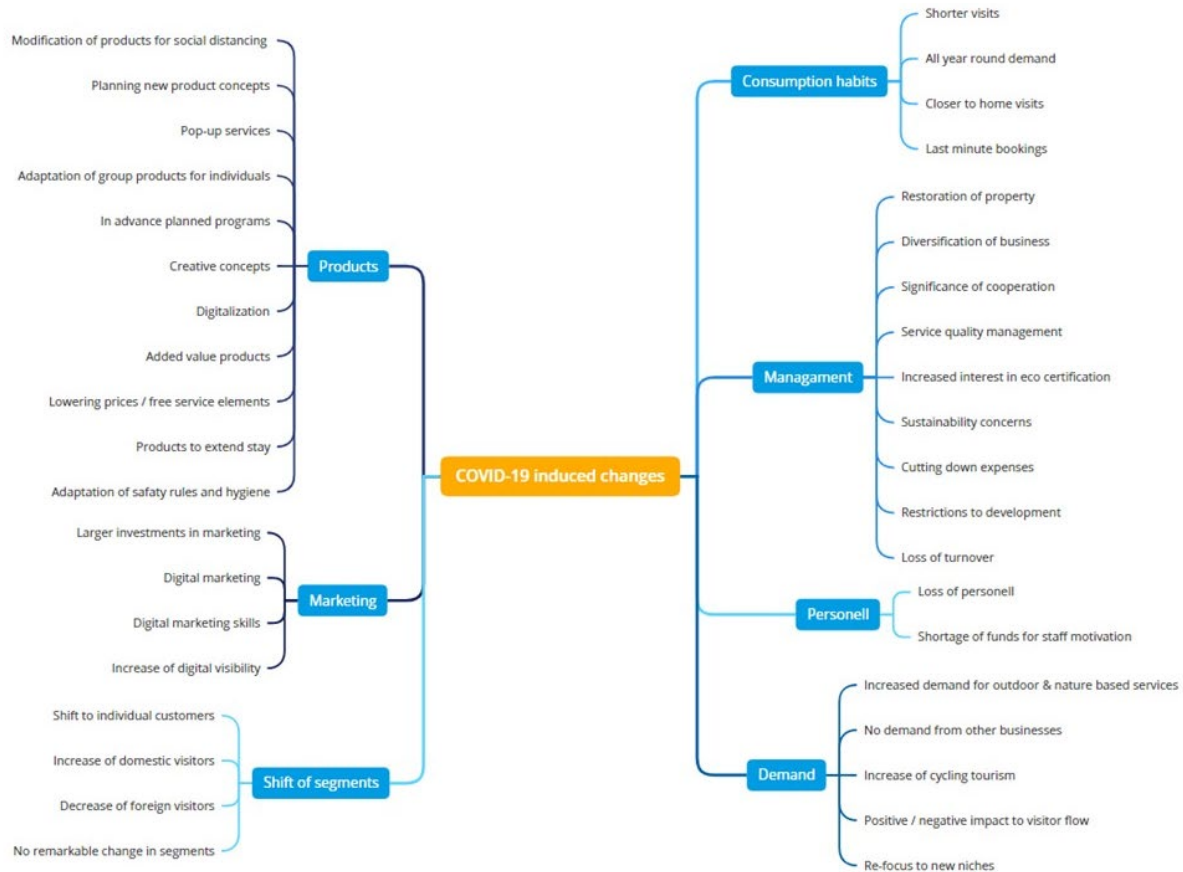 Modification of products for social distancing
Planning new product concepts
Pop-up services
Adaptation of group products for individuals
In advance planned programs
Creative concepts
Digitalization
Added value products
Lowering prices / free service elements
Products to extend stay
Adaptation of safaty rules and hygiene
Products
Larger investments in marketing
Digital marketing
Digital marketing skills
Increase of digital visibility
Marketing
Shift to individual customers
Increase of domestic visitors
Decrease of foreign visitors
No remarkable change in segments
Shift of segments
COVID-19 induced changes
Consumption habits
Shorter visits
All year round demand
Closer to home visits
Last minute bookings
Managament
Restoration of property
Diversification of business
Significance of cooperation
Service quality management
Increased interest in eco certification
Sustainability concerns
Cutting down expenses
Restrictions to development
Loss of turnover
Personell
Loss of personell
Shortage of funds for staff motivation
Demand
Increased demand for outdoor & nature based services
No demand from other businesses
Increase of cycling tourism
Positive / negative impact to visitor flow
Re-focus to new niches